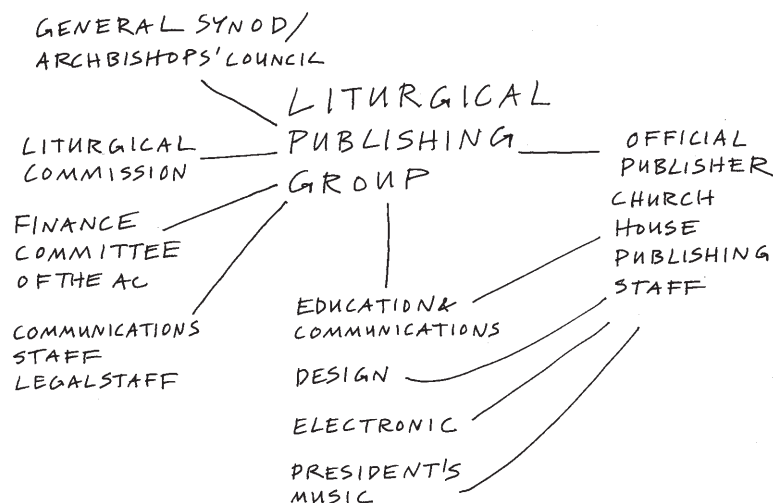 GENERAL SYNOD/
ARCHBISHOPS' COUNCIL
LITURGICAL
PUBLISHING
GROUP
LITURGICAL
COMMISSION
FINANCE
COMMITTEE
OF THE AC
COMMUNICATIONS
STAFF
LEGAL STAFF
EDUCATION &
COMMUNICATIONS
DESIGN
ELECTRONIC
PRESIDENT'S
MUSIC
OFFICIAL
PUBLISHER
CHURCH
HOUSE
PUBLISHING
STAFF